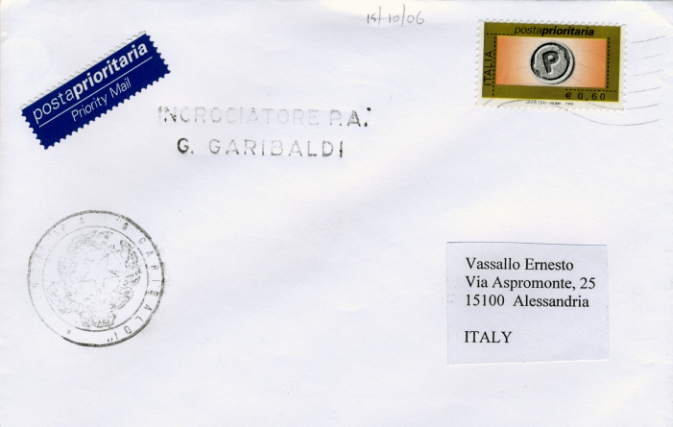 15/10/06
postaprioritaria
Priority Mail
postaprioritaria
ITALIA
P
€ 0,60
INCROCIATORE P.A.
G. GARIBALDI
G. GARIBALDI
Vassallo Ernesto
Via Aspromonte, 25
15100 Alessandria
ITALY